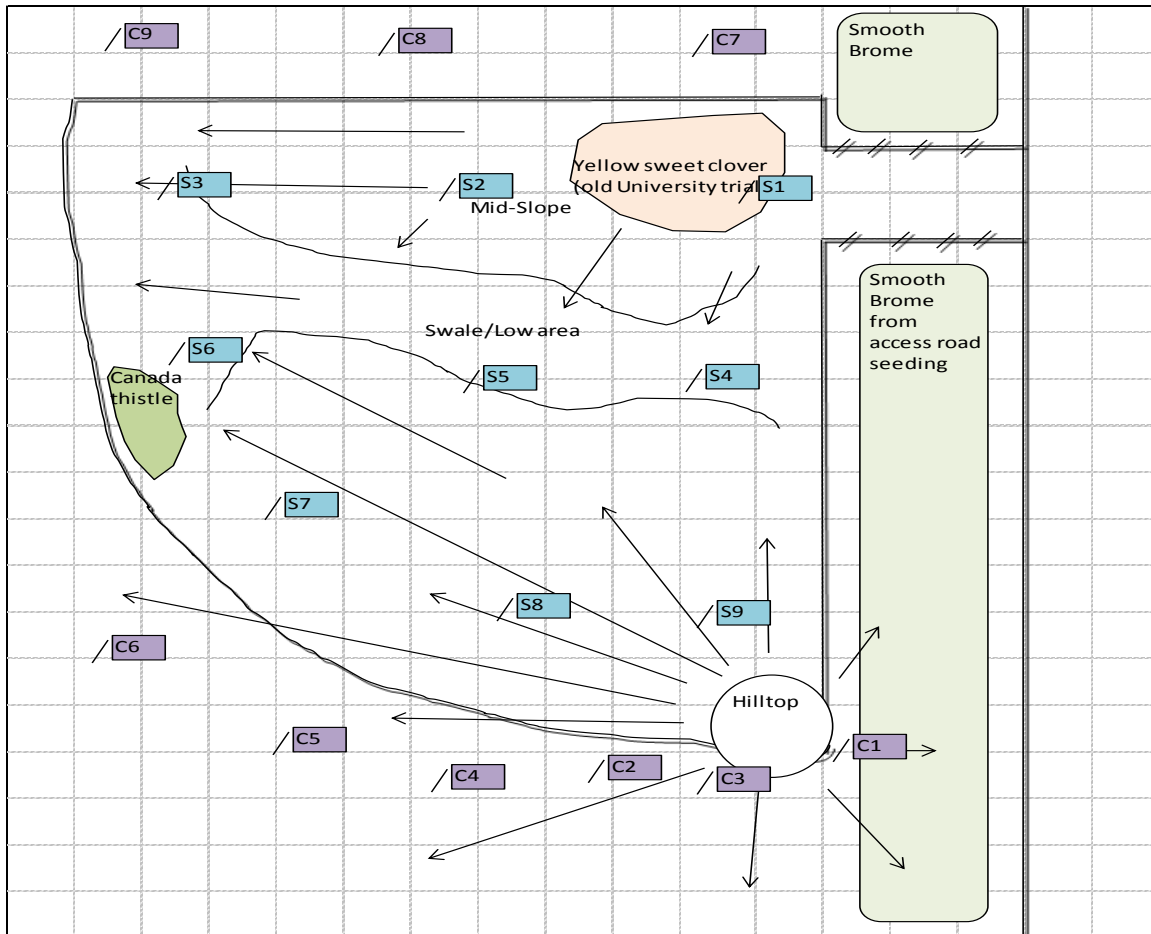 C9
C8
C7
Smooth
Brome
Yellow sweet clover
(old University trial
S1
S3
S2
Mid-Slope
Smooth
Brome
from
access road
seeding
Swale/Low area
S6
S5
S4
Canada
thistle
S7
S8
S9
C6
Hilltop
C5
C4
C2
C3
C1